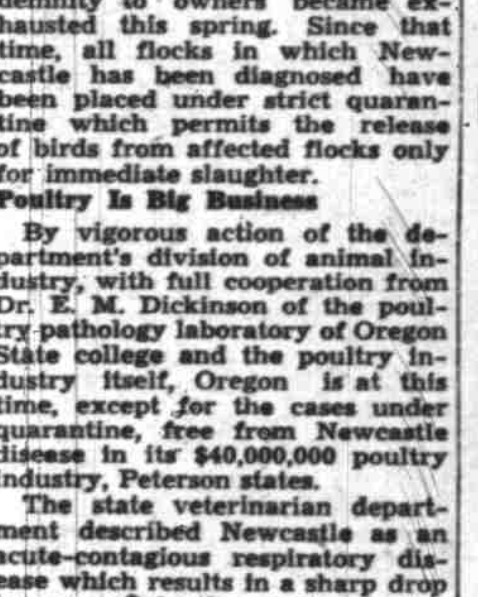 demnity to owners became ex-
hausted this spring. Since that
time, all flocks in which New-
castle has been diagnosed have
been placed under strict quaran-
tine which permits the release
of birds from affected flocks only
for immediate slaughter.
Poultry Is Big Business
By vigorous action of the de-
partment's division of animal in-
dustry, with full cooperation from
Dr. E. M. Dickinson of the poul-
try pathology laboratory of Oregon
State college and the poultry in-
dustry itself, Oregon is at this
time, except for the cases under
quarantine, free from Newcastle
disease in its $40,000,000 poultry
industry, Peterson states.
The state veterinarian depart-
ment described Newcastle as an
acute-contagious respiratory dis-
ease which results in a sharp drop